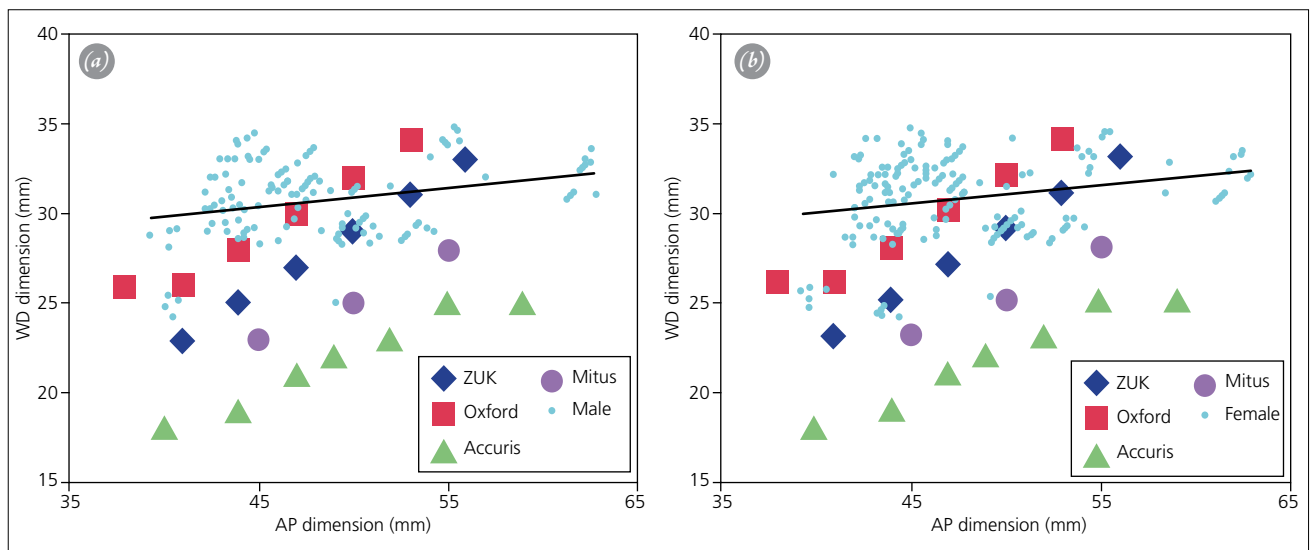 (a)
40
35
30
25
20
15
WD dimension (mm)
35
45
55
65
AP dimension (mm)
ZUK
Oxford
Accuris
Mitus
Male
(b)
40
35
30
25
20
15
WD dimension (mm)
35
45
55
65
AP dimension (mm)
ZUK
Oxford
Accuris
Mitus
Female